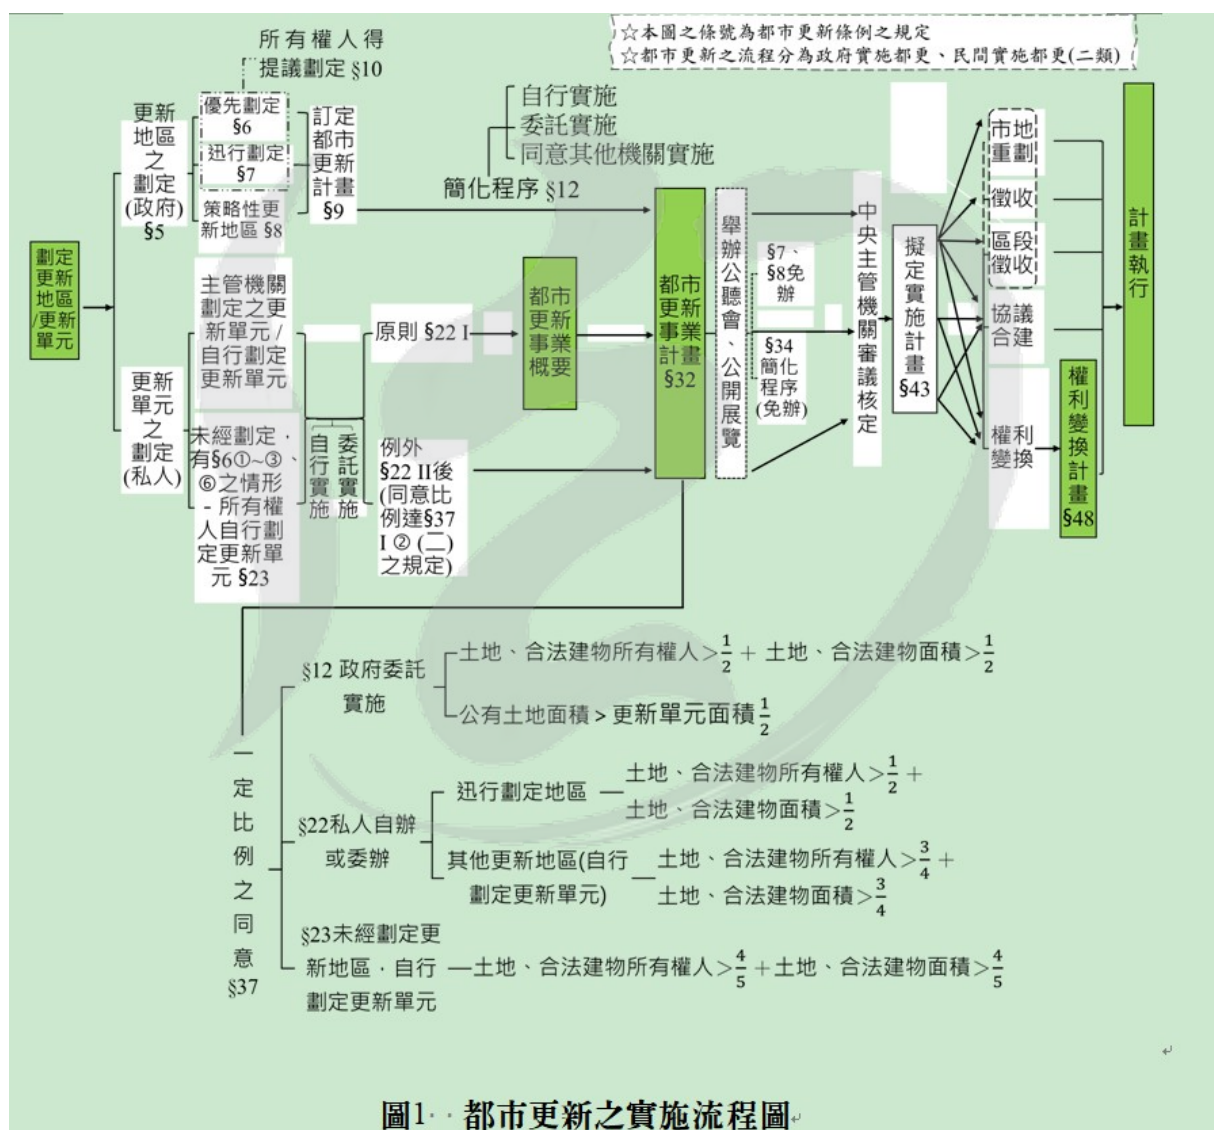 ☆本圖之條號為都市更新條例之規定
☆都市更新之流程分為政府實施都更、民間實施都更(二類)
所有權人得
提議劃定 §10
劃定
更新
地區
/更新
單元
更新
地區
之
劃定
(政府)
§5
優先劃定
§6
迅行劃定
§7
策略性更
新地區 §8
訂定
都市
更新
計畫
§9
自行實施
委託實施
同意其他機關實施
簡化程序 §12
更新
單元
之
劃定
(私人)
主管機關
劃定之更
新單元/
自行劃定
更新單元
未經劃定，
有§6①~③、
⑥之情形
- 所有權
人自行劃
定更新單
元 §23
自行實施
委託實施
原則 §22 I
例外
§22 II後
(同意比
例達§37
I ② (二)
之規定)
都市
更新
事業
概要
都市
更新
事業
計畫
§32
舉辦公聽會、公開展覽
§7、
§8免
辦
§34
簡化
程序
(免辦)
中央主管機關審議核定
擬定實施計畫
§43
市地
重劃
徵收
區段
徵收
協議
合建
權利
變換
權利變換計畫
§48
計畫執行
一定比例之同意
§37
§12 政府委託
實施
土地、合法建物所有權人>1/2 + 土地、合法建物面積>1/2
公有土地面積 > 更新單元面積1/2
§22私人自辦
或委辦
迅行劃定地區
土地、合法建物所有權人>1/2 +
土地、合法建物面積>1/2
其他更新地區(自行
劃定更新單元)
土地、合法建物所有權人>3/4 +
土地、合法建物面積>3/4
§23未經劃定更
新地區，自行
劃定更新單元
土地、合法建物所有權人>4/5 + 土地、合法建物面積>4/5
圖1 都市更新之實施流程圖